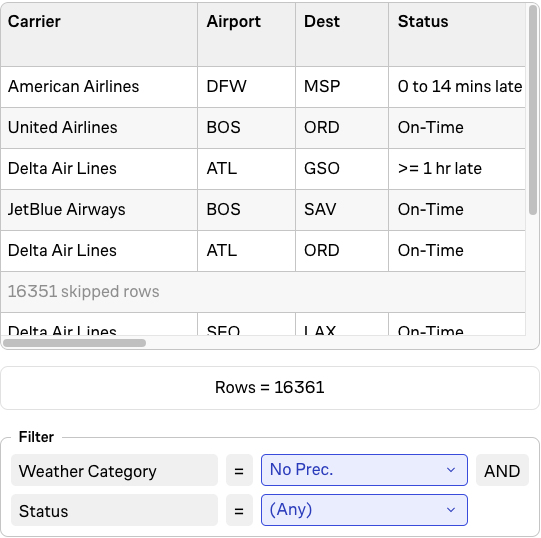 Carrier Airport Dest Status
American Airlines DFW MSP 0 to 14 mins late
United Airlines BOS ORD On-Time
Delta Air Lines ATL GSO >= 1 hr late
JetBlue Airways BOS SAV On-Time
Delta Air Lines ATL ORD On-Time
16351 skipped rows
Delta Air Lines SEO LAX On-Time
Rows = 16361
Filter
Weather Category = No Prec. AND
Status = (Any)